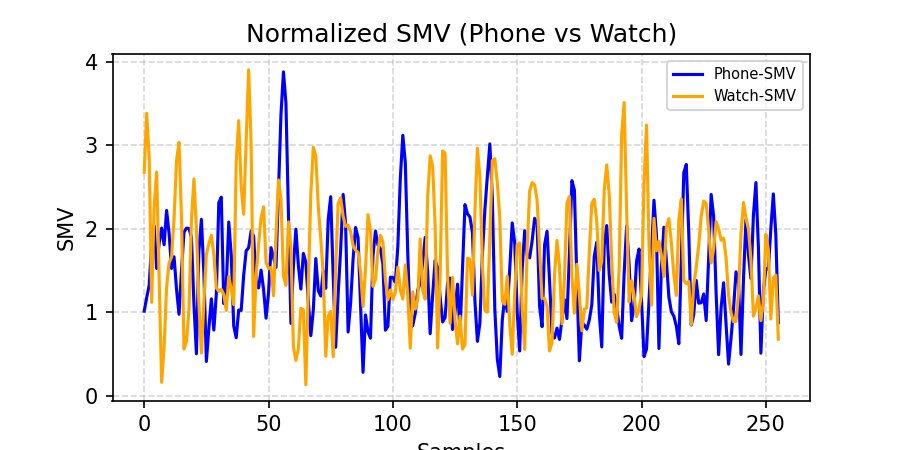 Normalized SMV (Phone vs Watch)
Phone-SMV
Watch-SMV
SMV
4
3
2
1
0
0 50 100 150 200 250
Samples